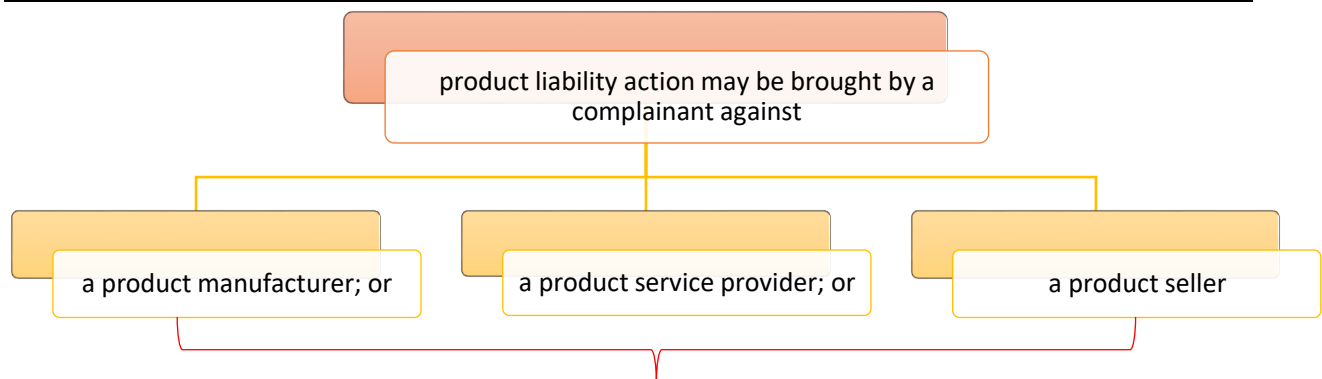 product liability action may be brought by a
complainant against
a product manufacturer; or
a product service provider; or
a product seller